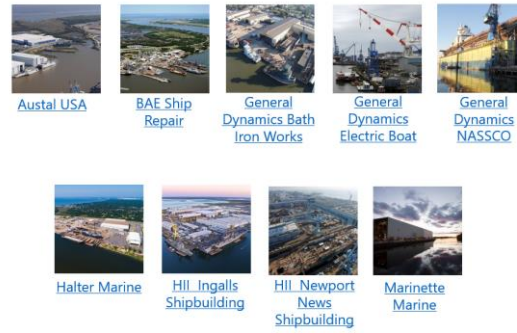 Austal USA
BAE Ship
Repair
General
Dynamics Bath
Iron Works
General
Dynamics
Electric Boat
General
Dynamics
NASSCO
Halter Marine
HII Ingalls
Shipbuilding
HII Newport
News
Shipbuilding
Marinette
Marine